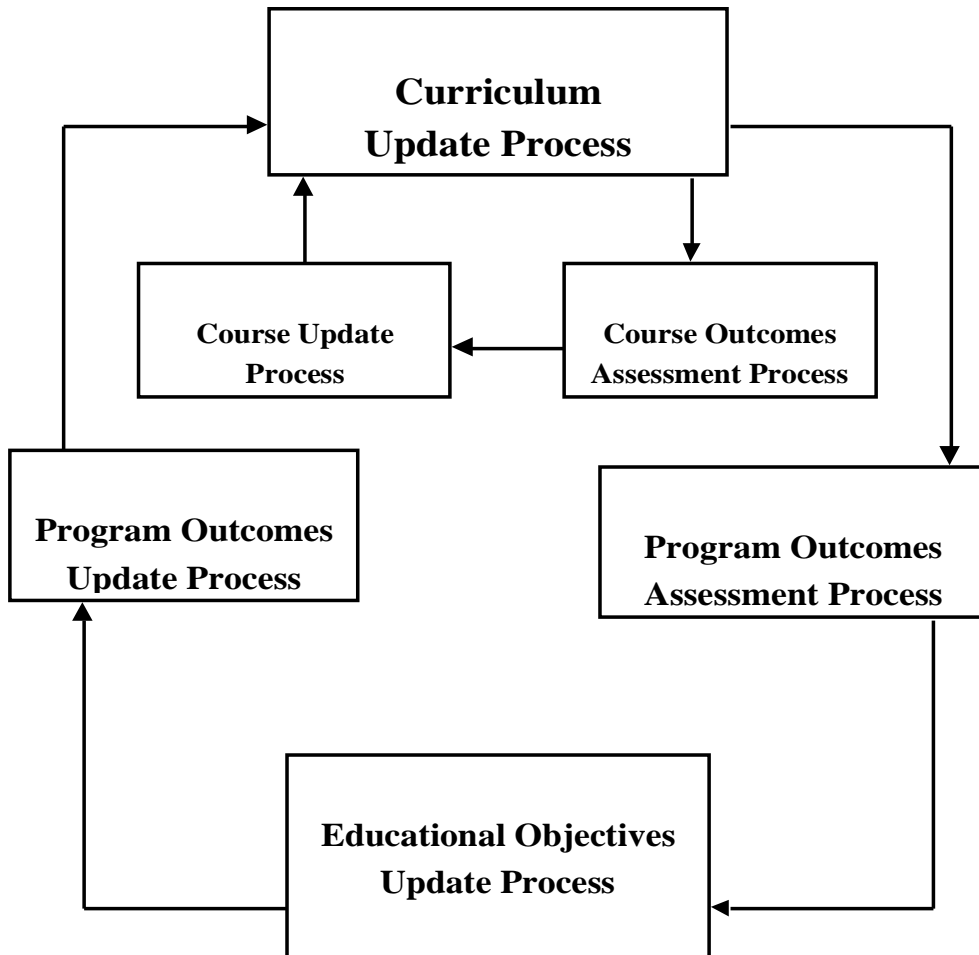 Curriculum
Update Process
Course Update
Process
Course Outcomes
Assessment Process
Program Outcomes
Update Process
Program Outcomes
Assessment Process
Educational Objectives
Update Process